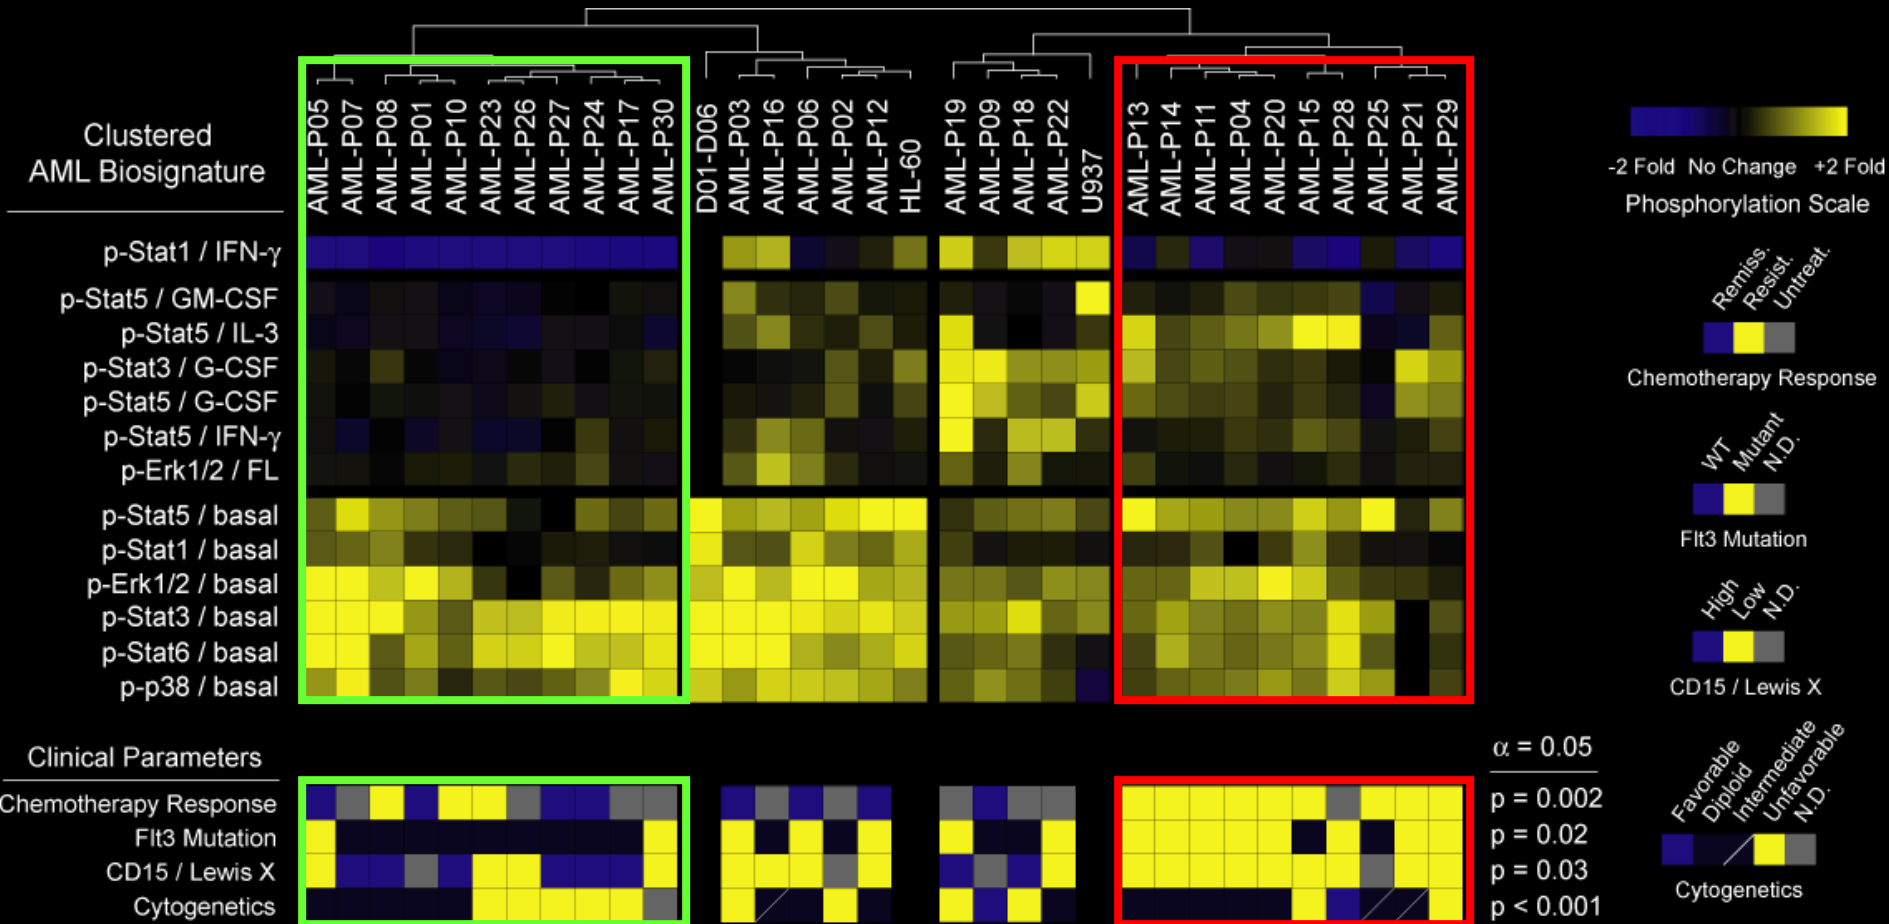 Clustered
AML Biosignature
AML-P05
AML-P07
AML-P08
AML-P01
AML-P10
AML-P23
AML-P26
AML-P27
AML-P24
AML-P17
AML-P30
D01-D06
AML-P03
AML-P16
AML-P06
AML-P02
AML-P12
HL-60
AML-P19
AML-P09
AML-P18
AML-P22
U937
AML-P13
AML-P14
AML-P11
AML-P04
AML-P20
AML-P15
AML-P28
AML-P25
AML-P21
AML-P29
-2 Fold No Change +2 Fold
Phosphorylation Scale
p-Stat1 / IFN-γ
p-Stat5 / GM-CSF
p-Stat5 / IL-3
p-Stat3 / G-CSF
p-Stat5 / G-CSF
p-Stat5 / IFN-γ
p-Erk1/2 / FL
p-Stat5 / basal
p-Stat1 / basal
p-Erk1/2 / basal
p-Stat3 / basal
p-Stat6 / basal
p-p38 / basal
Remiss.
Resist.
Untreat.
Chemotherapy Response
WT
Mutant
N.D.
Flt3 Mutation
High
Low
N.D.
CD15 / Lewis X
Clinical Parameters
α = 0.05
Chemotherapy Response
p = 0.002
Flt3 Mutation
p = 0.02
CD15 / Lewis X
p = 0.03
Cytogenetics
p < 0.001
Favorable
Diploid
Intermediate
Unfavorable
N.D.
Cytogenetics